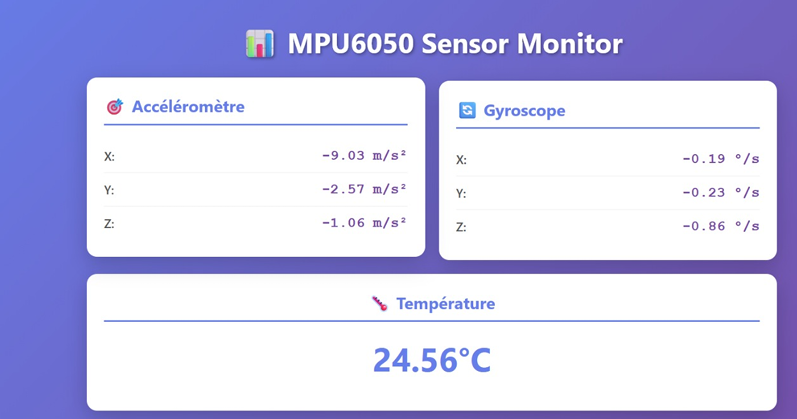 MPU6050 Sensor Monitor
Accéléromètre
X: -9.03 m/s²
Y: -2.57 m/s²
Z: -1.06 m/s²
Gyroscope
X: -0.19 °/s
Y: -0.23 °/s
Z: -0.86 °/s
Température
24.56°C